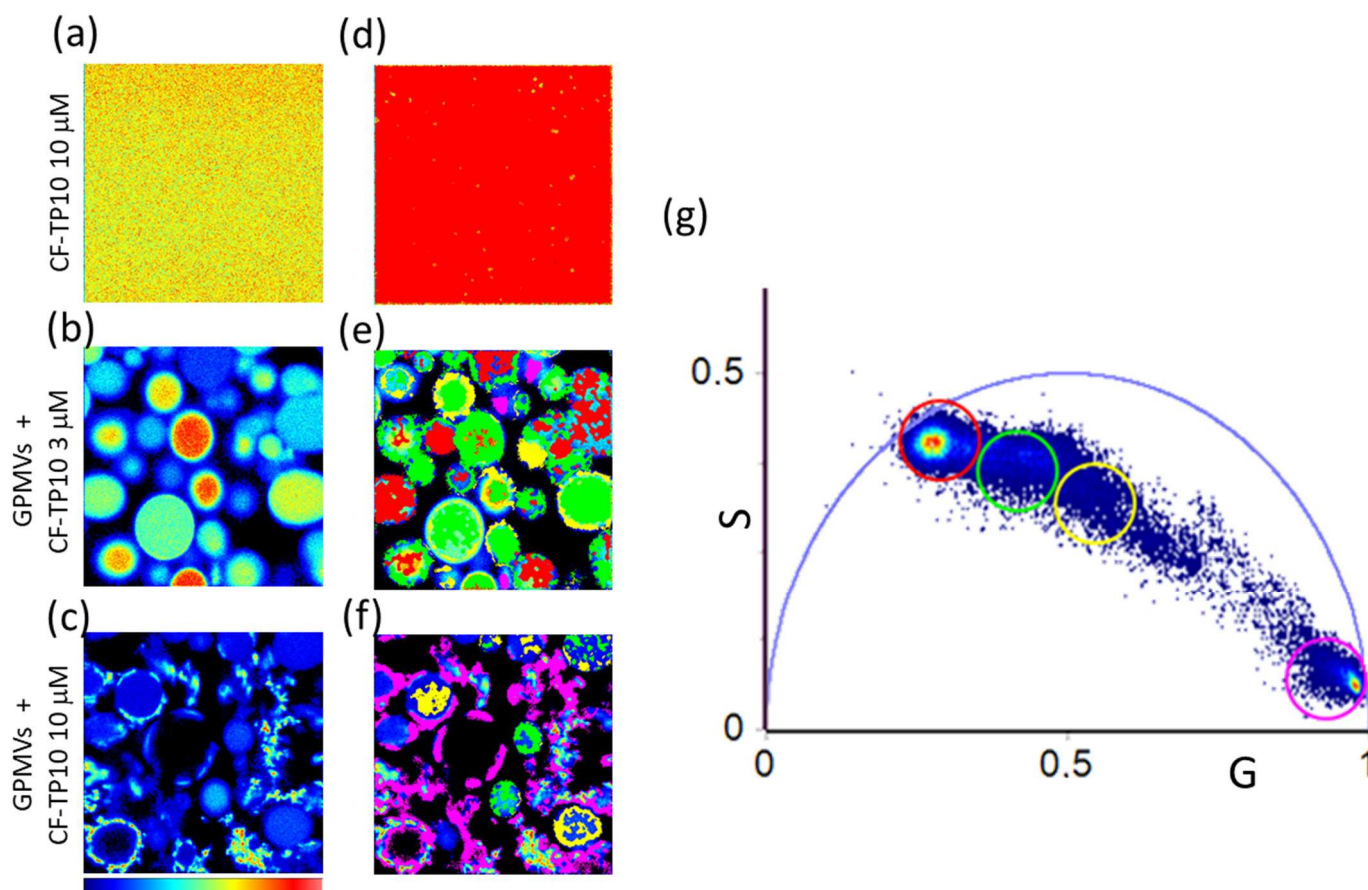 (a)
(d)
CF-TP10 10 μM
(g)
(b)
(e)
GPMVs +
CF-TP10 3 μM
0.5
S
(c)
(f)
GPMVs +
CF-TP10 10 μM
0
0
0.5
G
1